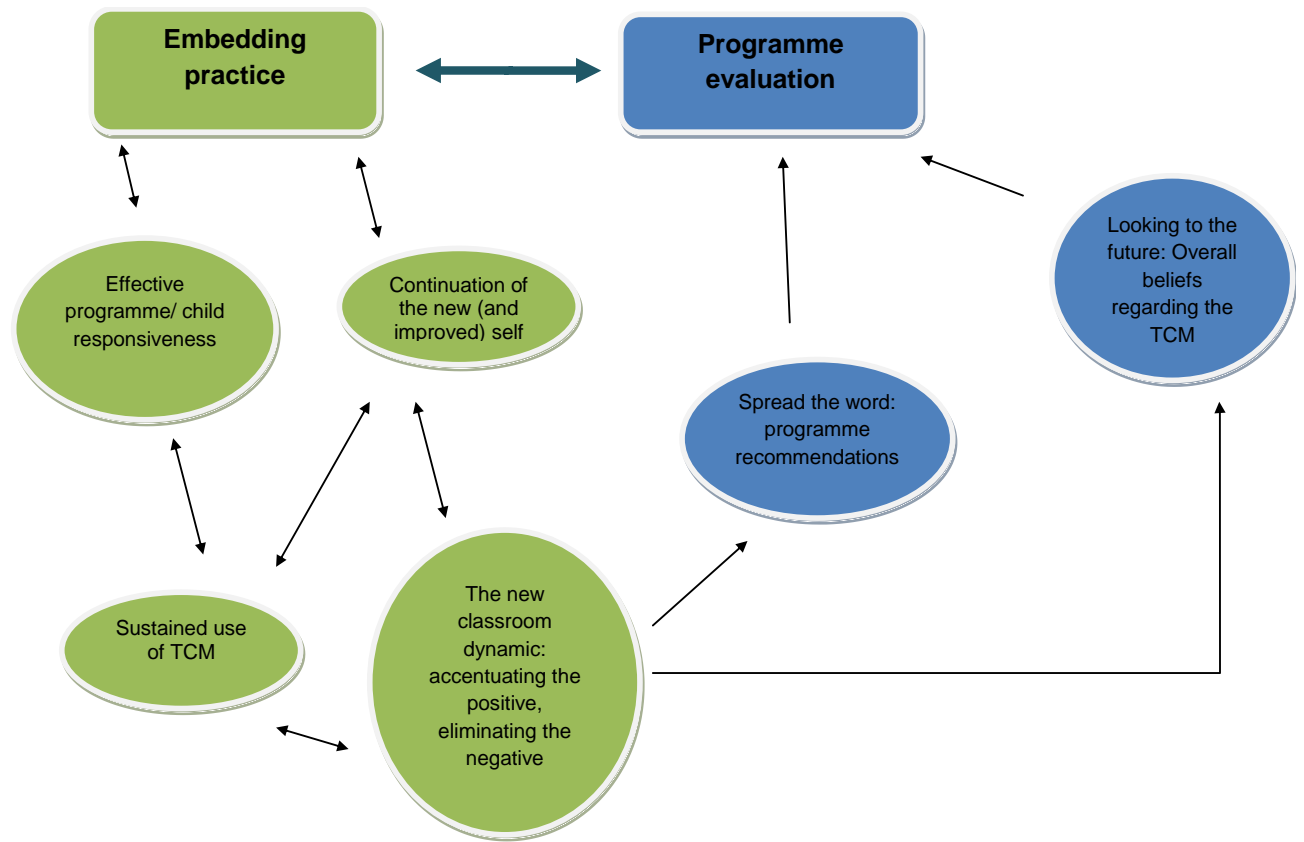 Embedding
practice
Programme
evaluation
Effective
programme/ child
responsiveness
Continuation of
the new (and
improved) self
Looking to the
future: Overall
beliefs
regarding the
TCM
Spread the word:
programme
recommendations
Sustained use
of TCM
The new
classroom
dynamic:
accentuating the
positive,
eliminating the
negative